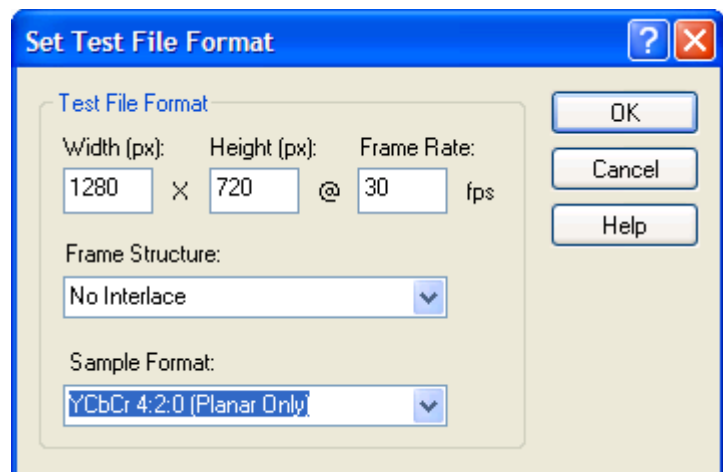 Set Test File Format
Test File Format
OK
Width (px): Height (px): Frame Rate:
1280 X 720 @ 30 fps
Cancel
Help
Frame Structure:
No Interlace
Sample Format:
YCbCr 4:2:0 (Planar Only)